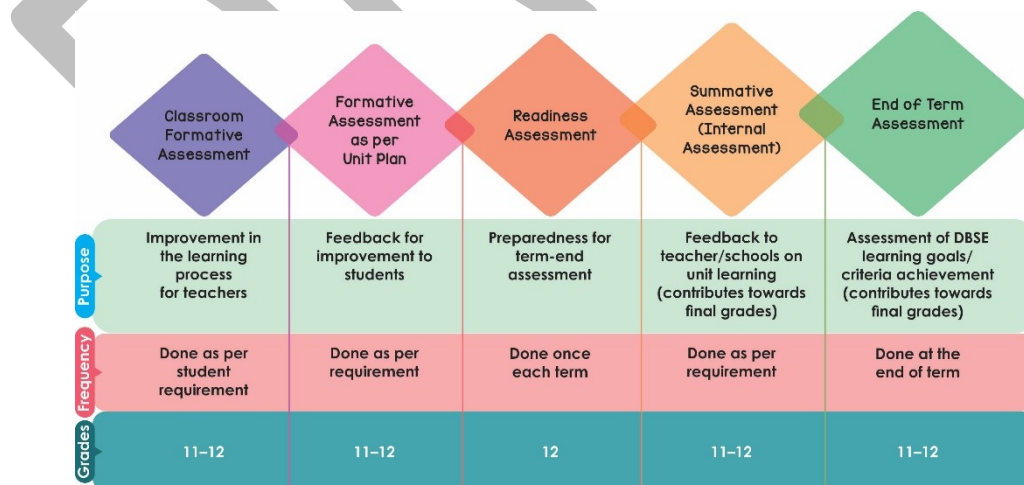 Classroom
Formative
Assessment
Formative
Assessment
as per
Unit Plan
Readiness
Assessment
Summative
Assessment
(Internal
Assessment)
End of Term
Assessment
Purpose
Improvement in
the learning
process
for teachers
Feedback for
improvement to
students
Preparedness for
term-end
assessment
Feedback to
teacher/schools on
unit learning
(contributes towards
final grades)
Assessment of DBSE
learning goals/
criteria achievement
(contributes towards
final grades)
Frequency
Done as per
student
requirement
Done as per
requirement
Done once
each term
Done as per
requirement
Done at the
end of term
Grades
11–12
11–12
12
11–12
11–12